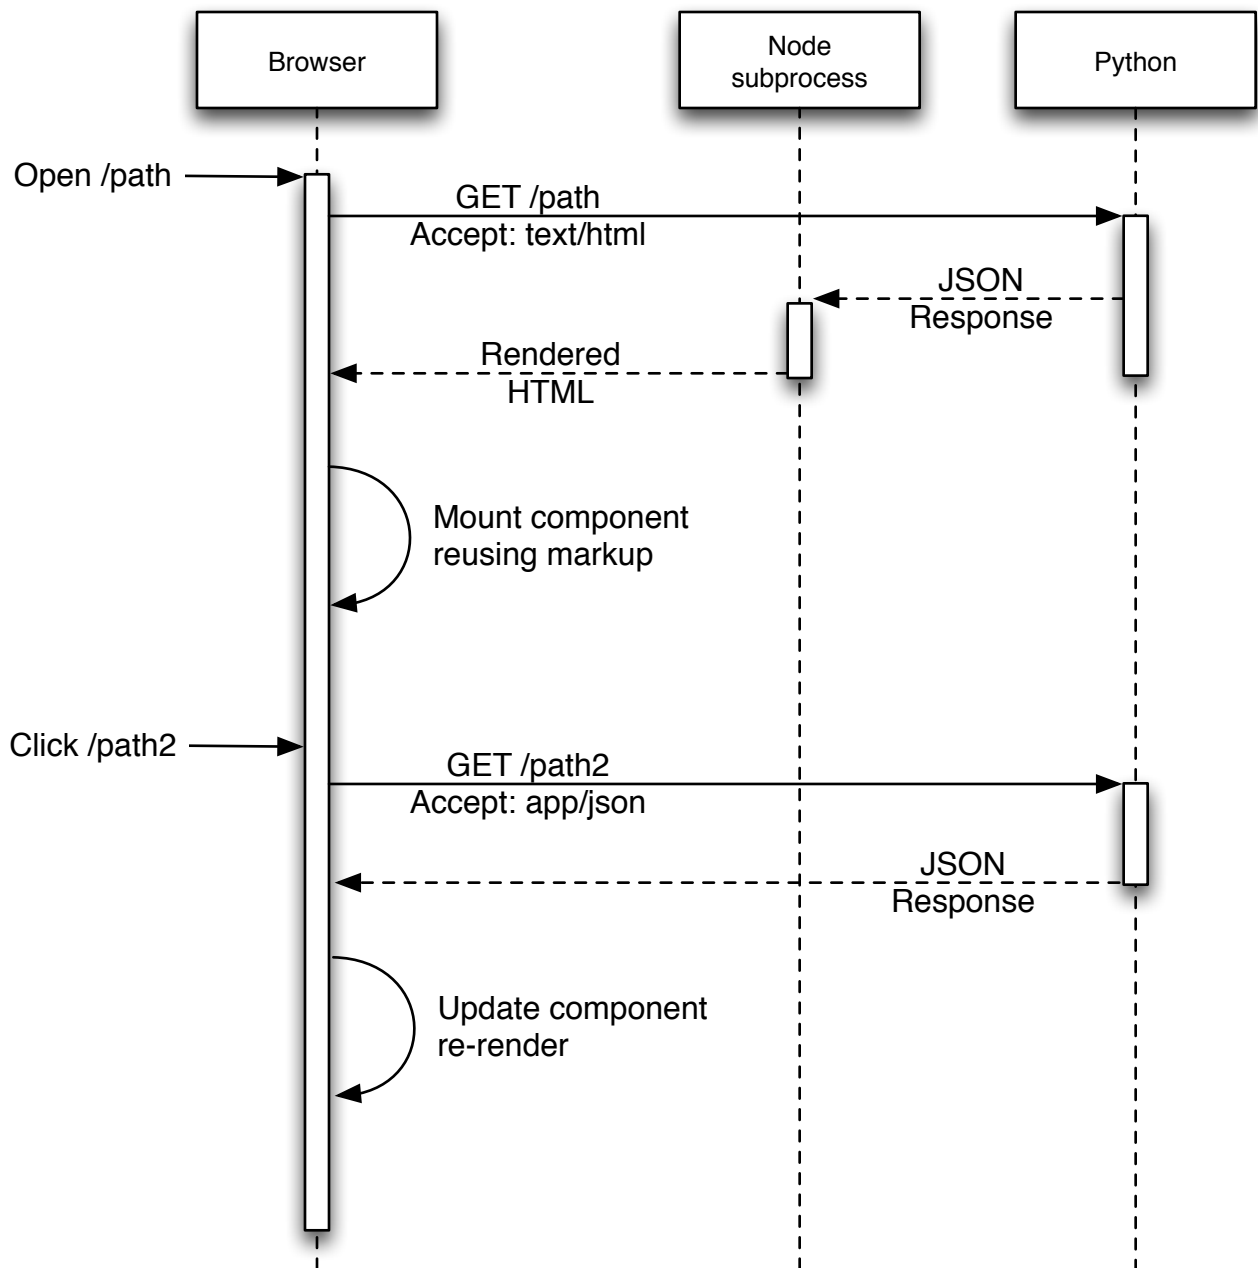 Browser
Node
subprocess
Python
Open /path
GET /path
Accept: text/html
JSON
Response
Rendered
HTML
Mount component
reusing markup
Click /path2
GET /path2
Accept: app/json
JSON
Response
Update component
re-render